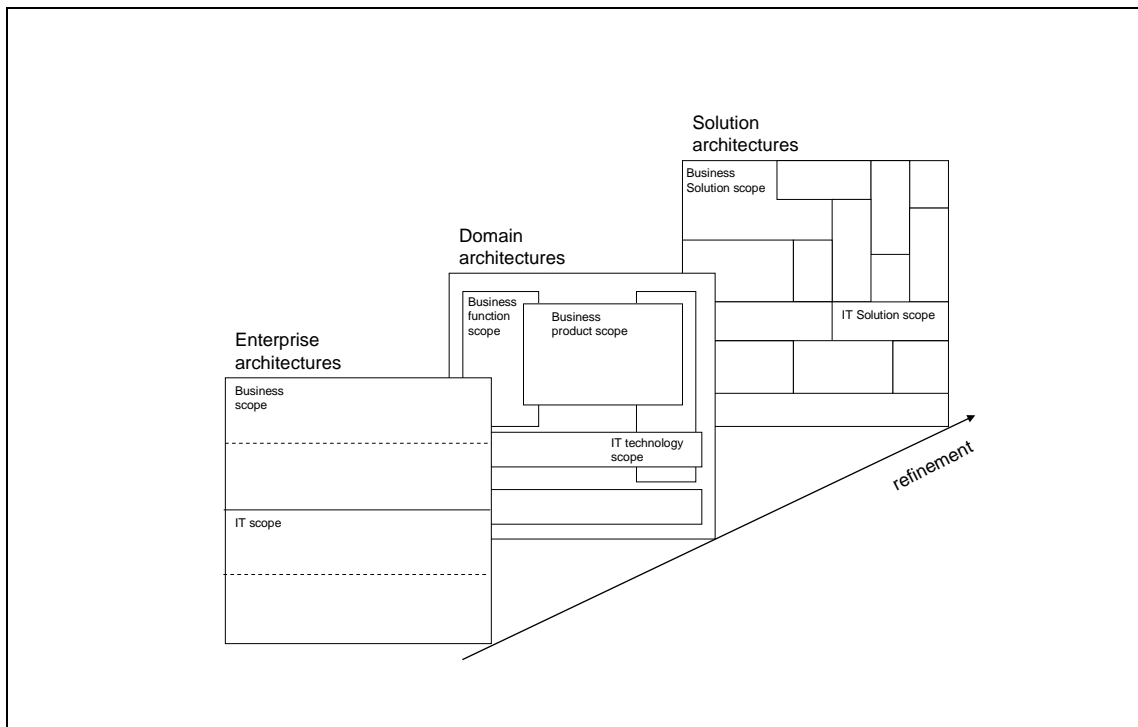 Solution
architectures
Business
Solution scope
IT Solution scope
Domain
architectures
Business
function
scope
Business
product scope
IT technology
scope
Enterprise
architectures
Business
scope
IT scope
refinement